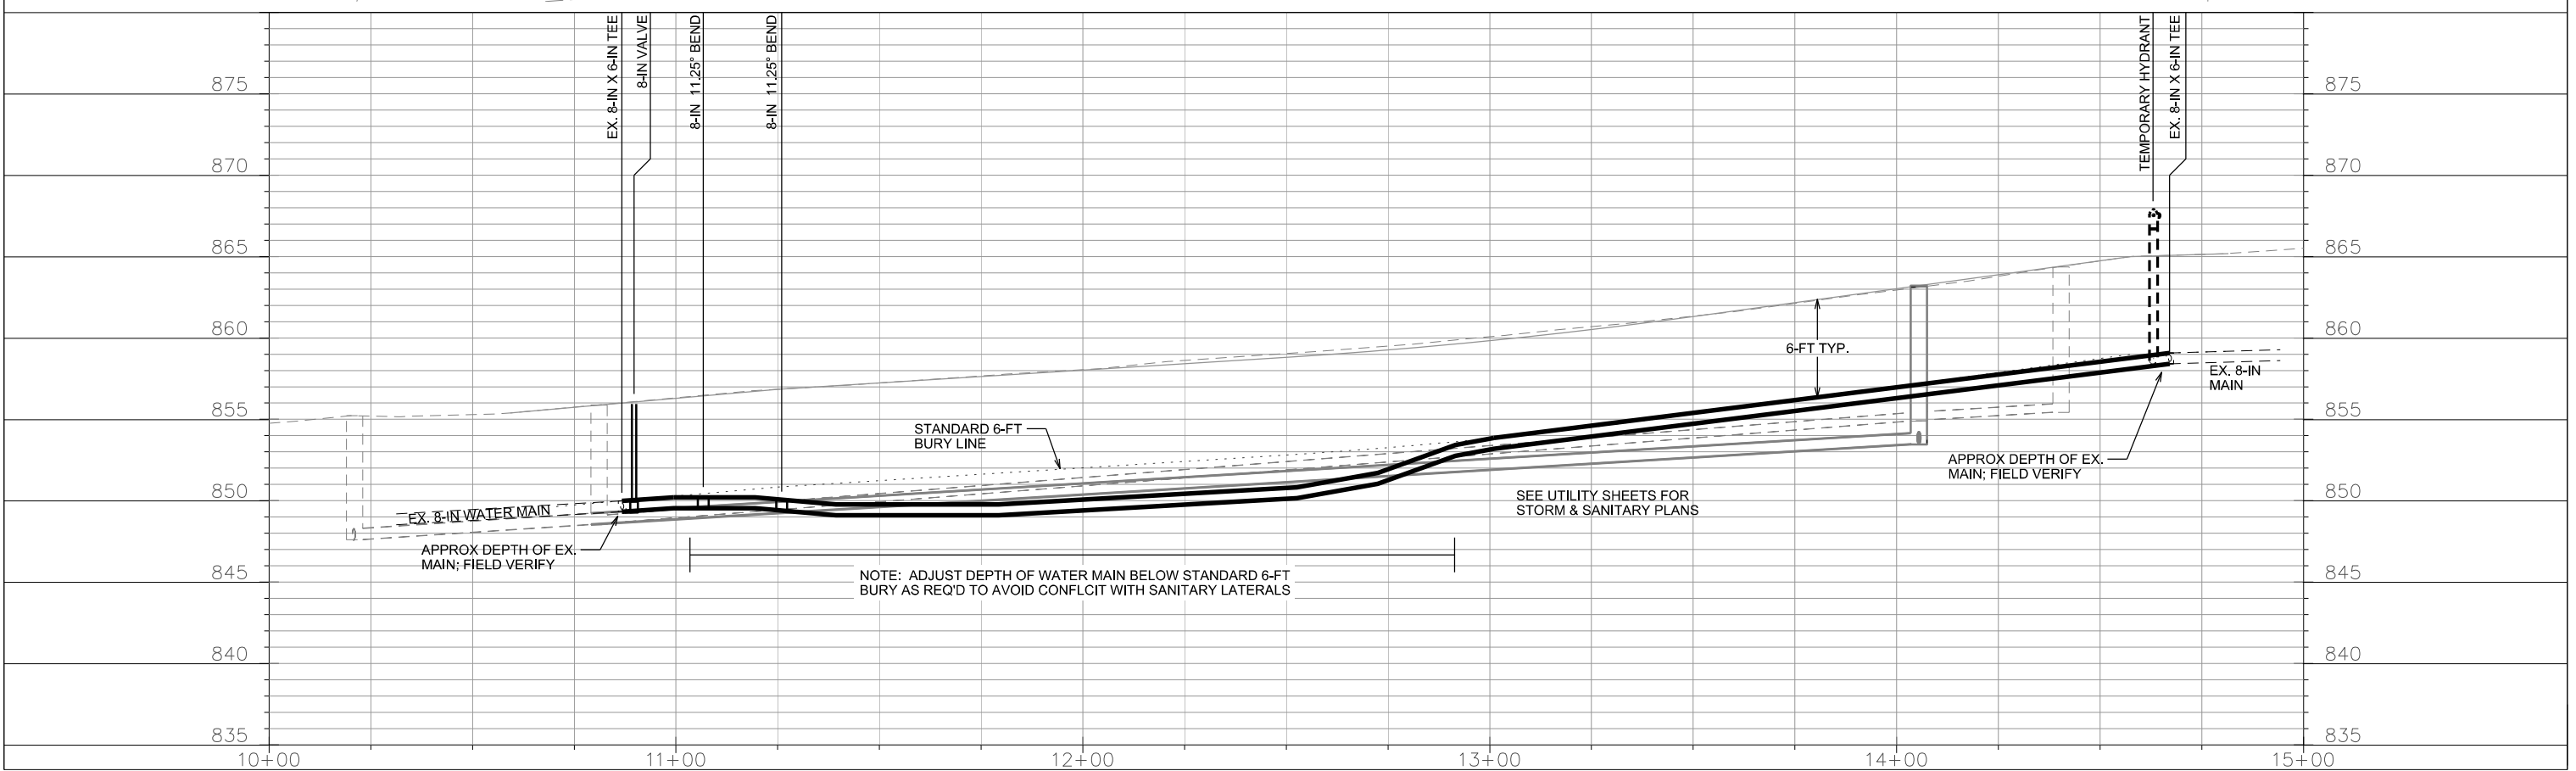 EX. 8-IN X 6-IN TEE
8-IN VALVE
8-IN 11.25° BEND
8-IN 11.25° BEND
TEMPORARY HYDRANT
EX. 8-IN X 6-IN TEE
875
875
870
870
865
865
860
860
6-FT TYP.
EX. 8-IN
MAIN
855
855
STANDARD 6-FT
BURY LINE
APPROX DEPTH OF EX.
MAIN; FIELD VERIFY
850
850
EX. 8-IN WATER MAIN
SEE UTILITY SHEETS FOR
STORM & SANITARY PLANS
APPROX DEPTH OF EX.
MAIN; FIELD VERIFY
845
845
NOTE: ADJUST DEPTH OF WATER MAIN BELOW STANDARD 6-FT
BURY AS REQ'D TO AVOID CONFLCIT WITH SANITARY LATERALS
840
840
835
835
10+00
11+00
12+00
13+00
14+00
15+00